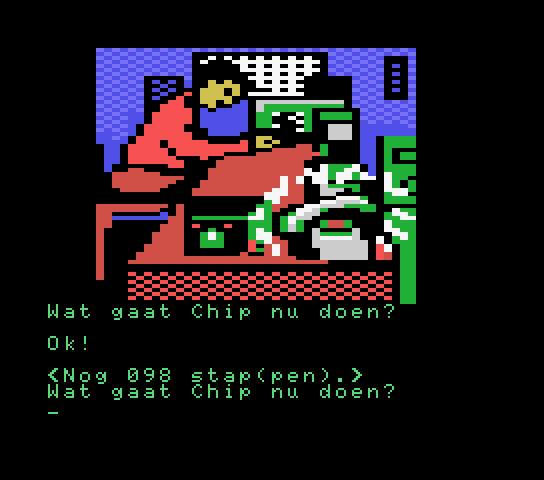 Wat gaat Chip nu doen?
Ok!
<Nog 098 stap(pen).>
Wat gaat Chip nu doen?
_